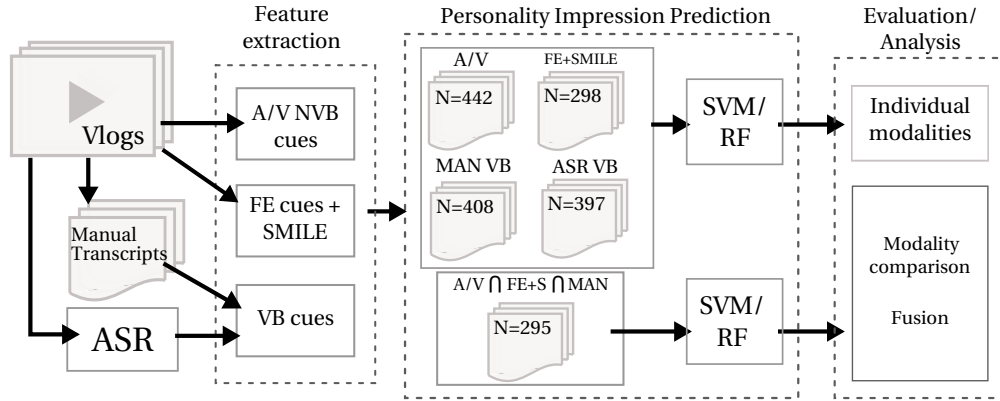 Feature
extraction
Personality Impression Prediction
Evaluation/
Analysis
Vlogs
Manual
Transcripts
ASR
A/V NVB
cues
FE cues +
SMILE
VB cues
A/V
N=442
FE+SMILE
N=298
MAN VB
N=408
ASR VB
N=397
A/V ⋂ FE+S ⋂ MAN
N=295
SVM/
RF
SVM/
RF
Individual
modalities
Modality
comparison
Fusion